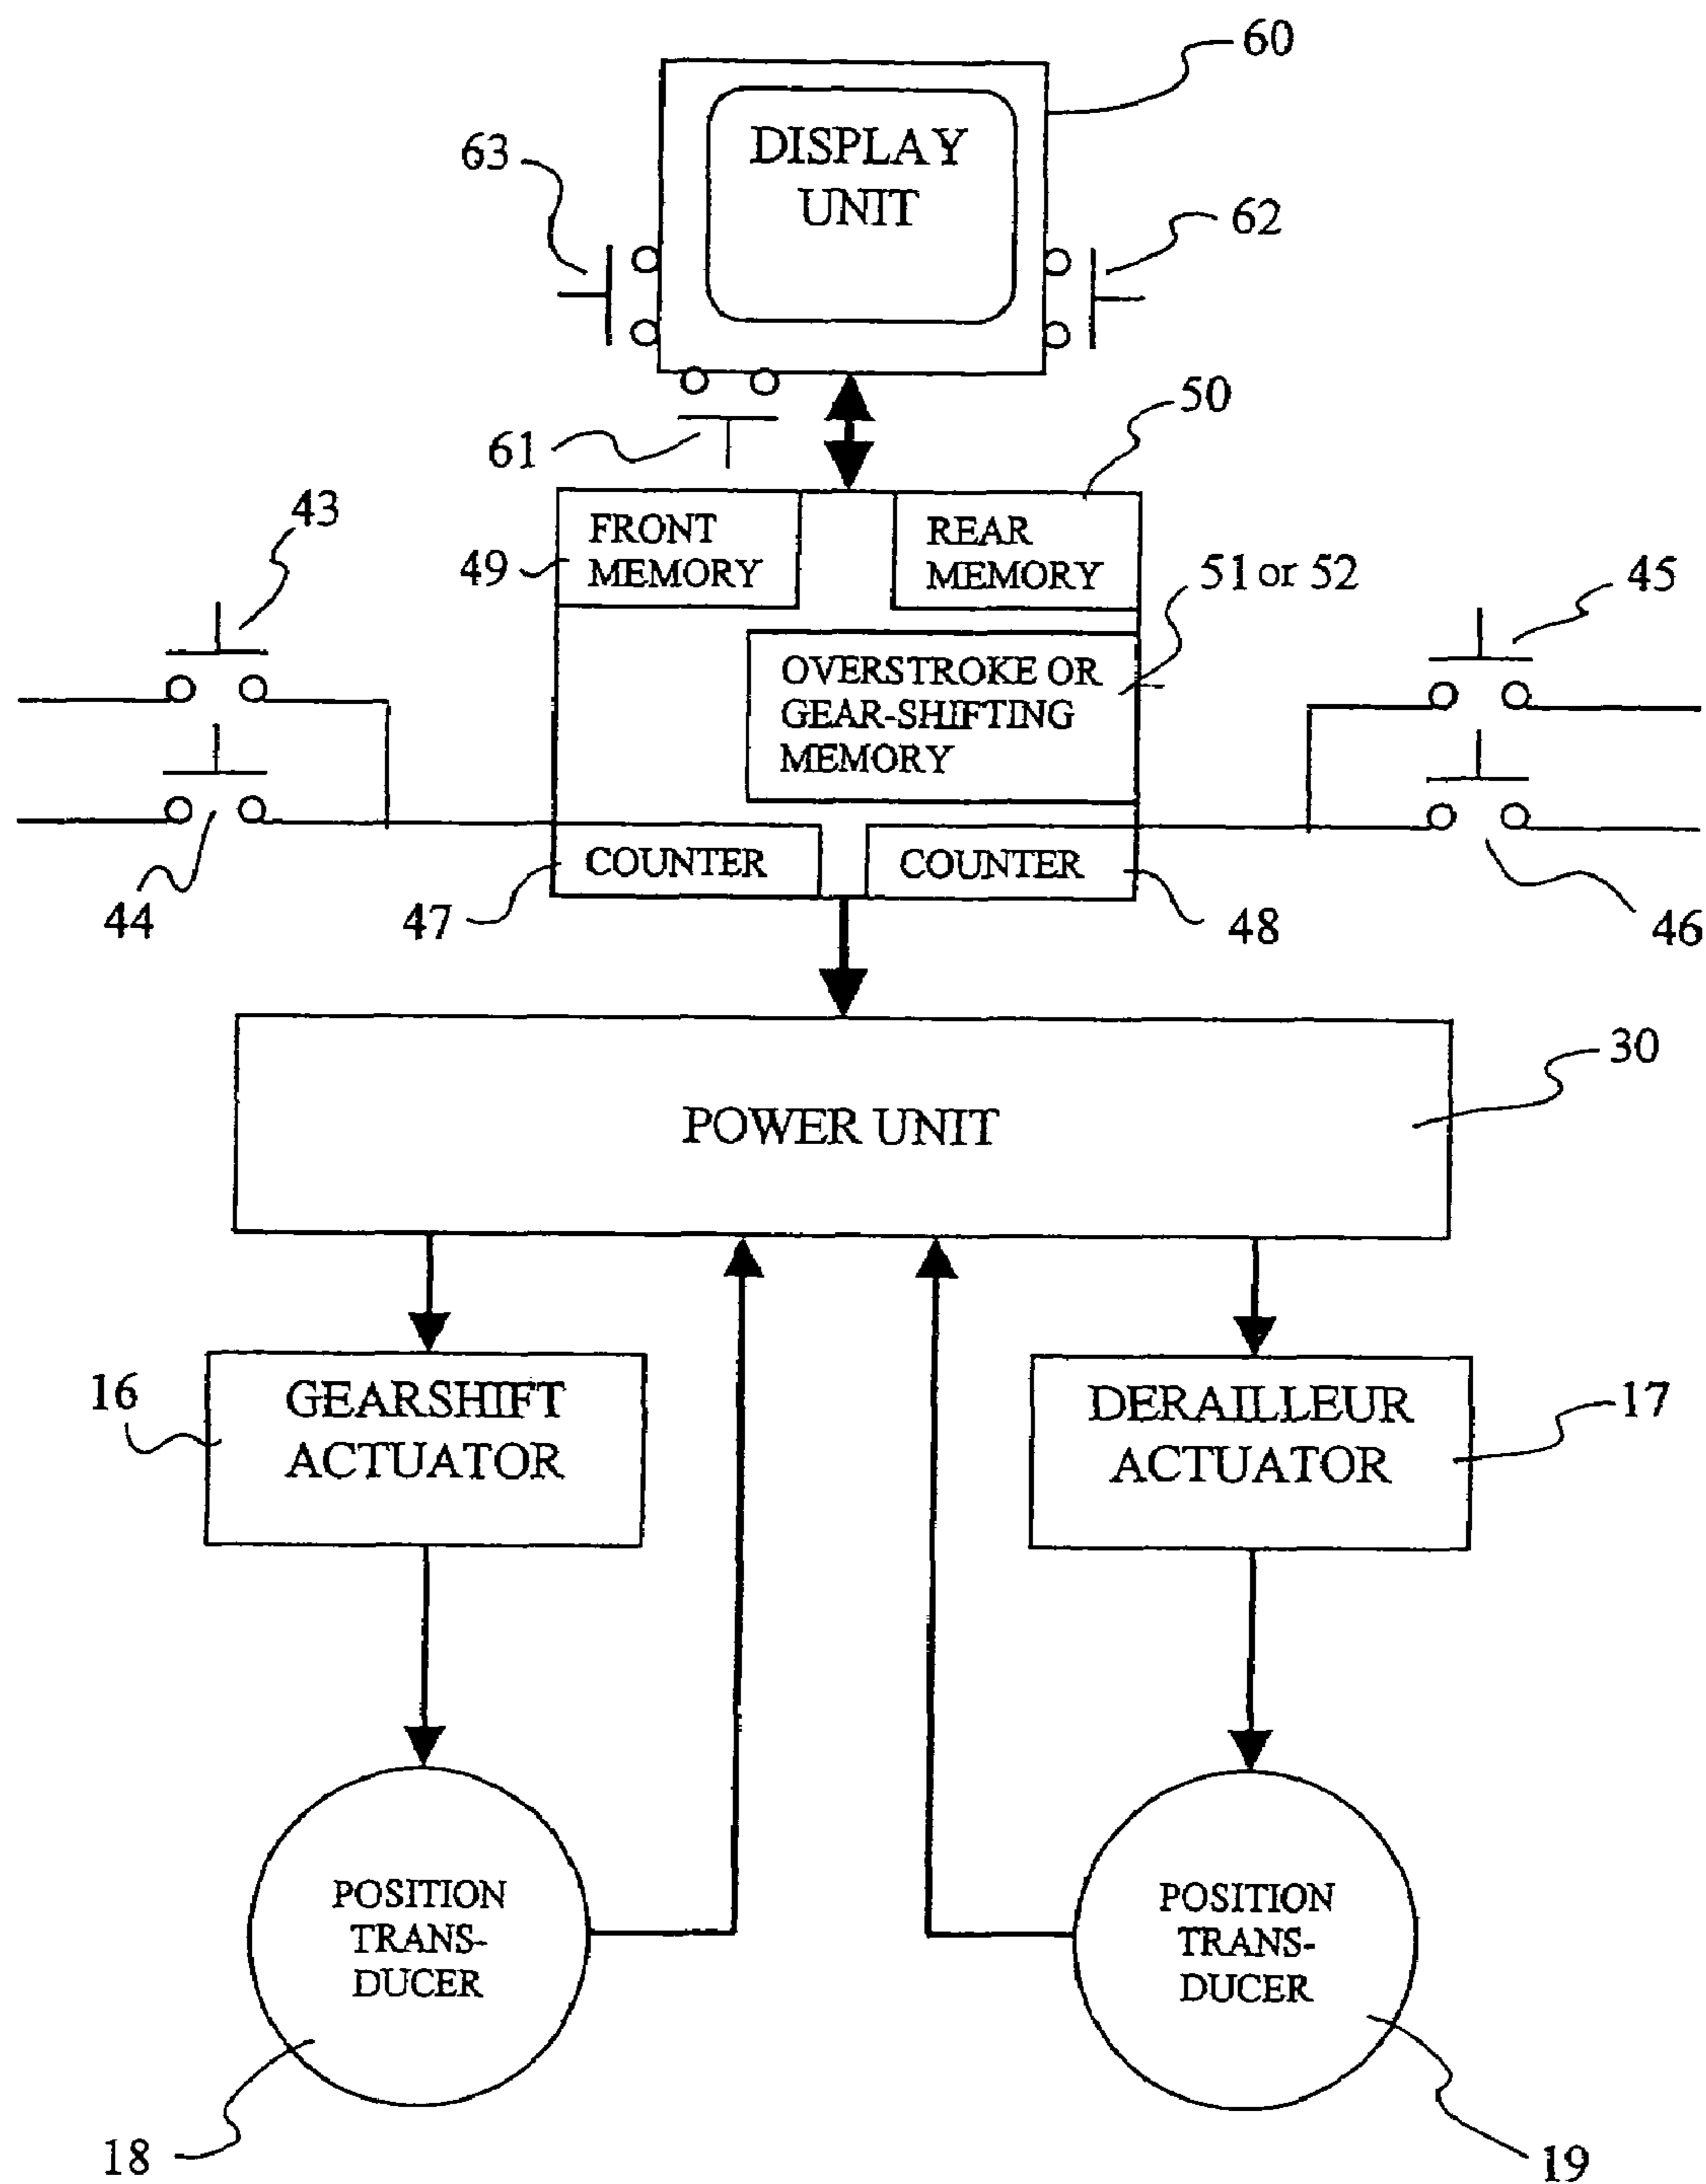 60
DISPLAY
UNIT
63
62
61
50
43
FRONT
MEMORY
REAR
MEMORY
49
51 or 52
45
OVERSTROKE OR
GEAR-SHIFTING
MEMORY
COUNTER
COUNTER
44
47
48
46
30
POWER UNIT
16
GEARSHIFT
ACTUATOR
DERAILLEUR
ACTUATOR
17
POSITION
TRANS-
DUCER
POSITION
TRANS-
DUCER
18
19